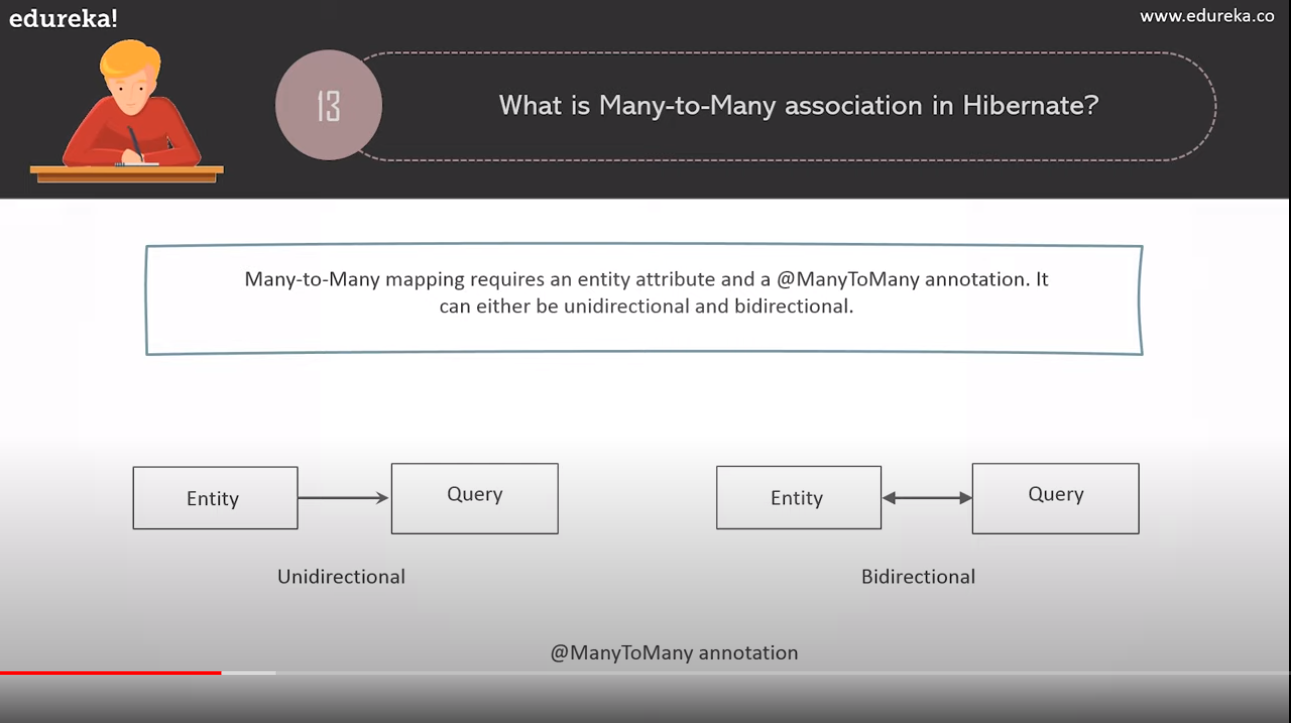 edureka!
www.edureka.co
13
What is Many-to-Many association in Hibernate?
Many-to-Many mapping requires an entity attribute and a @ManyToMany annotation. It
can either be unidirectional and bidirectional.
Entity
Query
Entity
Query
Unidirectional
Bidirectional
@ManyToMany annotation